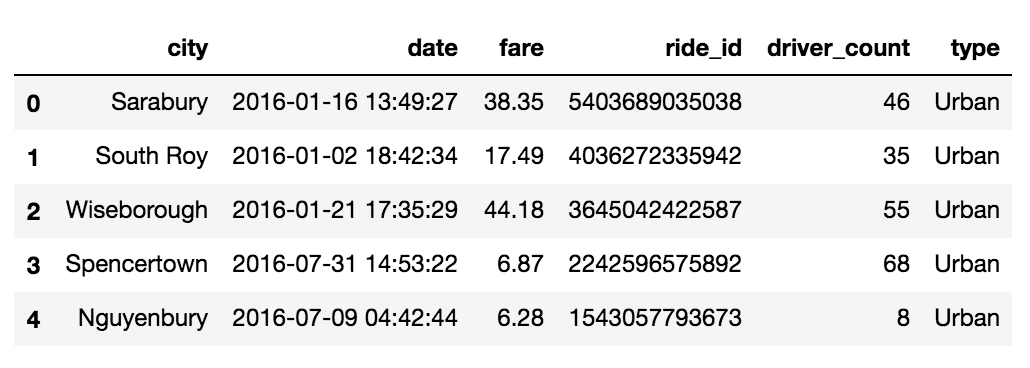 city date fare ride_id driver_count type
0 Sarabury 2016-01-16 13:49:27 38.35 5403689035038 46 Urban
1 South Roy 2016-01-02 18:42:34 17.49 4036272335942 35 Urban
2 Wiseborough 2016-01-21 17:35:29 44.18 3645042422587 55 Urban
3 Spencertown 2016-07-31 14:53:22 6.87 2242596575892 68 Urban
4 Nguyenbury 2016-07-09 04:42:44 6.28 1543057793673 8 Urban